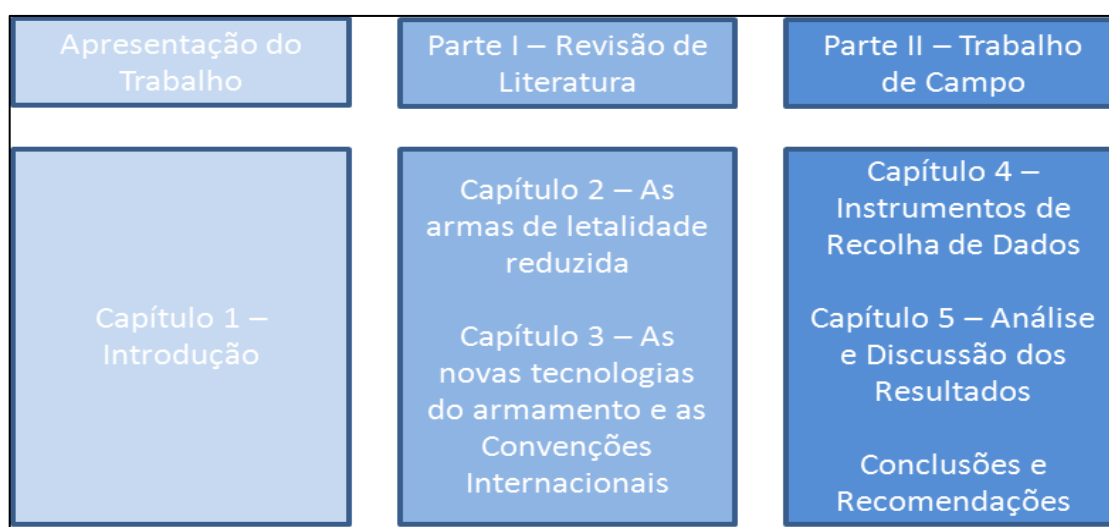 Apresentação do
Trabalho
Parte I – Revisão de
Literatura
Parte II – Trabalho
de Campo
Capítulo 1 –
Introdução
Capítulo 2 – As
armas de letalidade
reduzida
Capítulo 3 – As
novas tecnologias
do armamento e as
Convenções
Internacionais
Capítulo 4 –
Instrumentos de
Recolha de Dados
Capítulo 5 – Análise
e Discussão dos
Resultados
Conclusões e
Recomendações